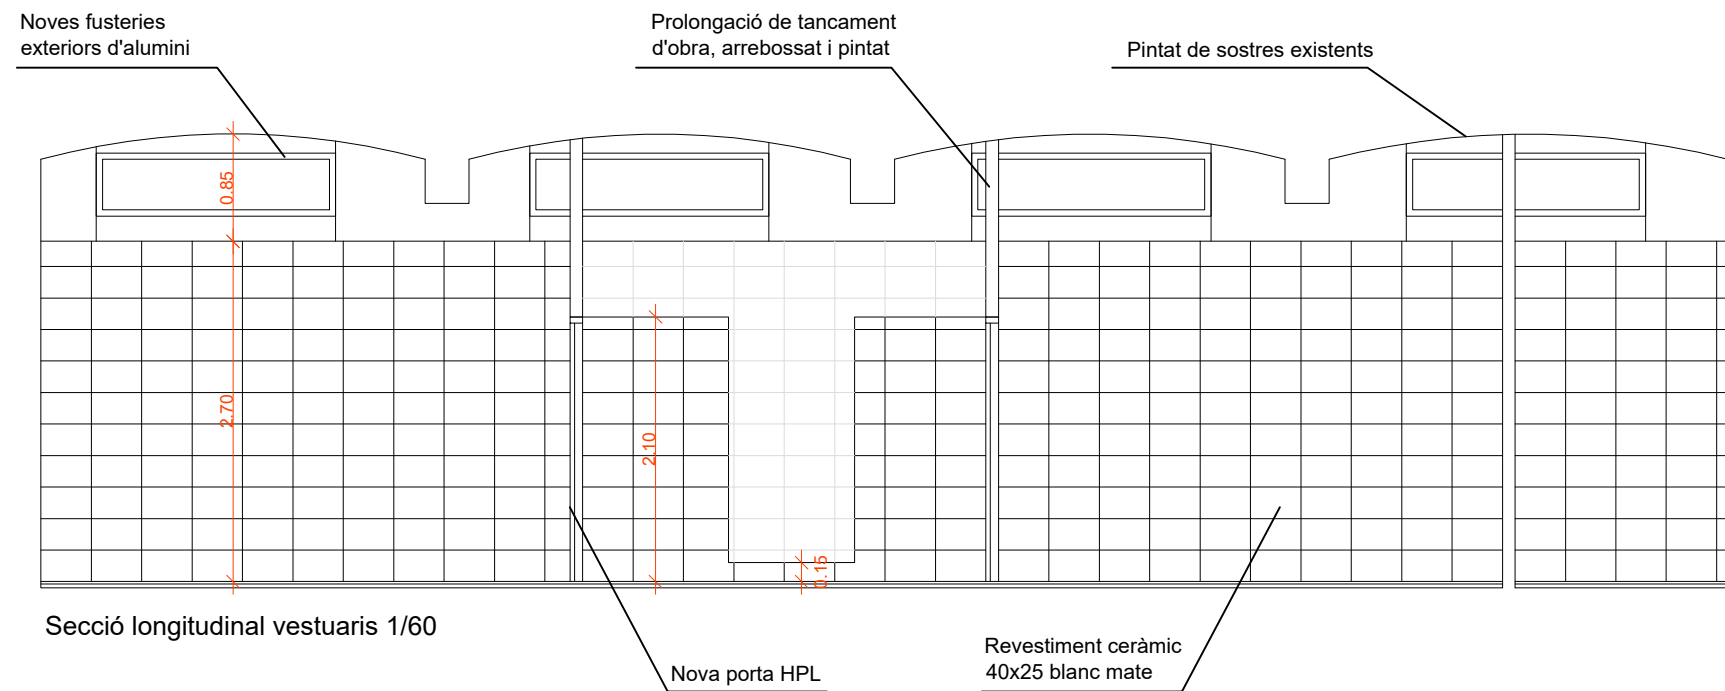 Noves fusteries
exteriors d'alumini
Prolongació de tancament
d'obra, arrebossat i pintat
Pintat de sostres existents
0.85
2.70
2.10
0.15
Secció longitudinal vestuaris 1/60
Nova porta HPL
Revestiment ceràmic
40x25 blanc mate